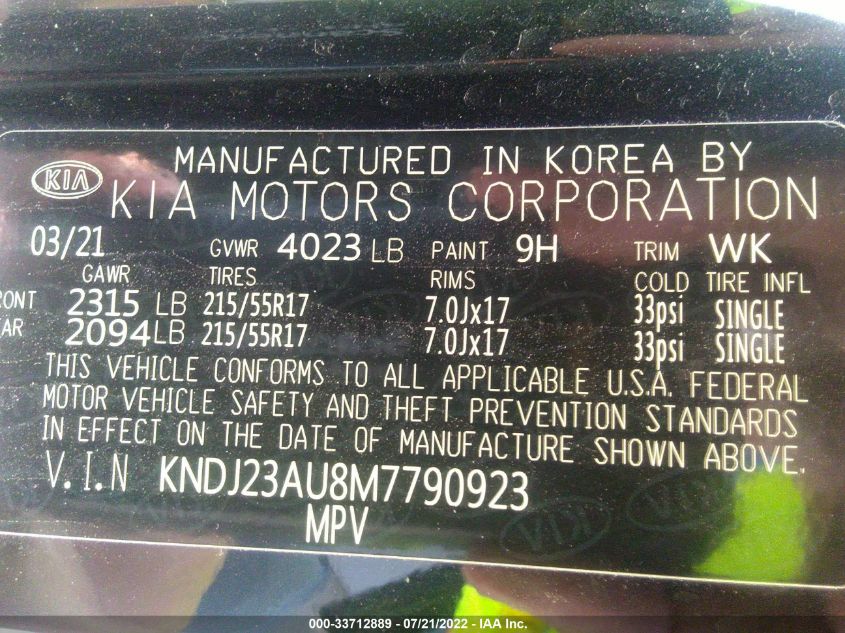 MANUFACTURED IN KOREA BY
KIA KIA MOTORS CORPORATION
03/21 GVWR 4023 LB PAINT 9H TRIM WK
GAWR TIRES RIMS COLD TIRE INFL
RONT 2315 LB 215/55R17 7.0Jx17 33psi SINGLE
AR 2094 LB 215/55R17 7.0Jx17 33psi SINGLE
THIS VEHICLE CONFORMS TO ALL APPLICABLE U.S.A. FEDERAL
MOTOR VEHICLE SAFETY AND THEFT PREVENTION STANDARDS
IN EFFECT ON THE DATE OF MANUFACTURE SHOWN ABOVE.
V.I.N KNDJ23AU8M7790923
MPV
000-33712889 - 07/21/2022 - IAA Inc.